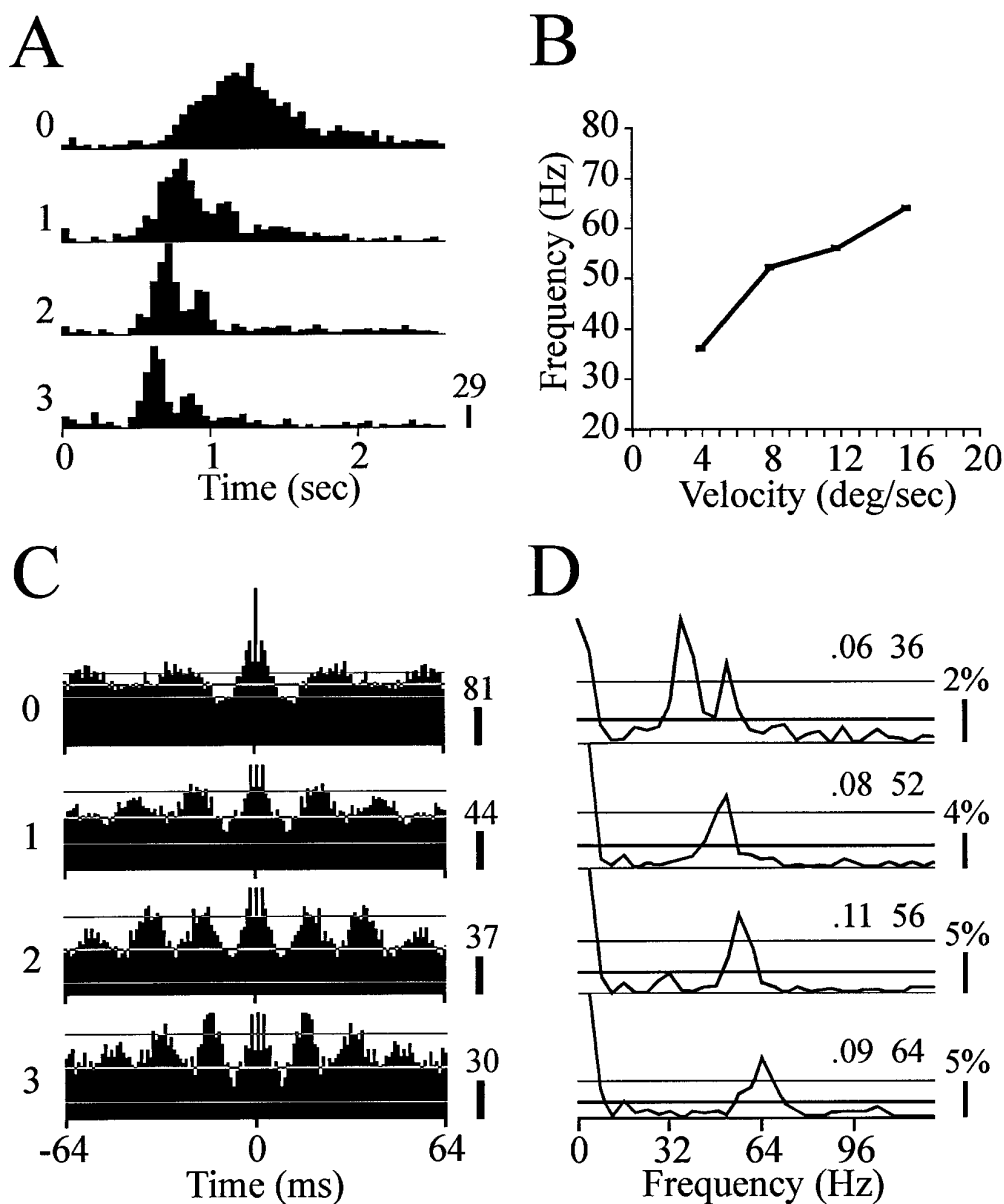 A
0
1
2
3
29
0 1 2
Time (sec)
B
80
70
60
50
40
30
20
Frequency (Hz)
0 4 8 12 16 20
Velocity (deg/sec)
C
0
81
1
44
2
37
3
30
-64 0 64
Time (ms)
D
.06 36
2%
.08 52
4%
.11 56
5%
.09 64
5%
0 32 64 96
Frequency (Hz)